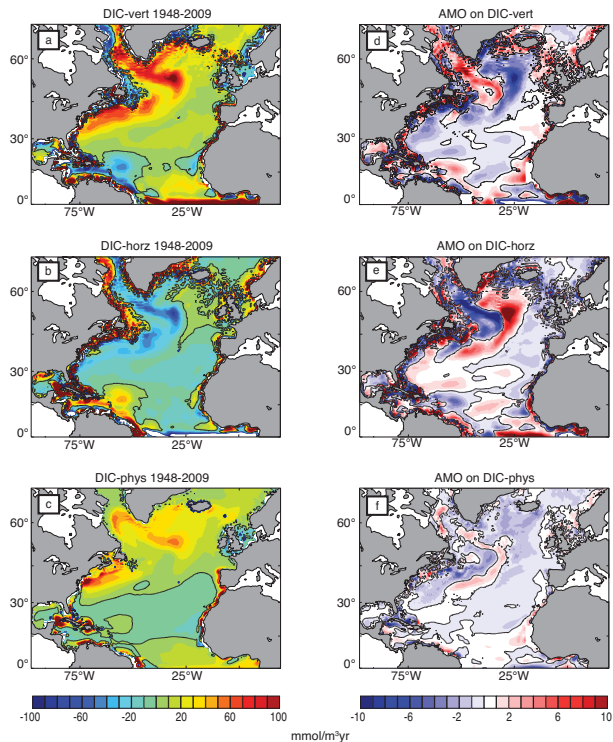 DIC-vert 1948-2009
AMO on DIC-vert
a
d
60°
60°
30°
30°
0°
0°
75°W
25°W
75°W
25°W
DIC-horz 1948-2009
AMO on DIC-horz
b
e
60°
60°
30°
30°
0°
0°
75°W
25°W
75°W
25°W
DIC-phys 1948-2009
AMO on DIC-phys
c
f
60°
60°
30°
30°
0°
0°
75°W
25°W
75°W
25°W
-100 -60 -20 20 60 100
-10 -6 -2 2 6 10
mmol/m³yr